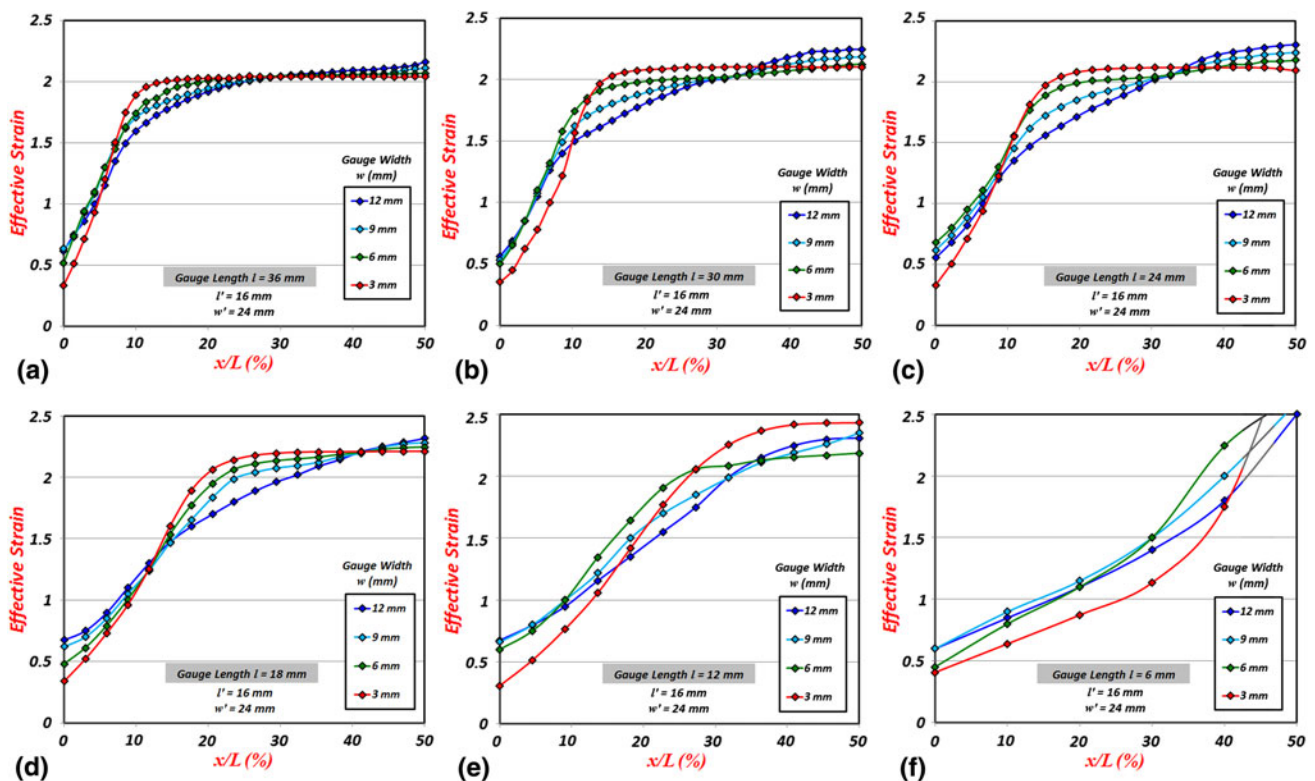 2.5
2
1.5
1
0.5
0
Effective Strain
0 10 20 30 40 50
x/L (%)
Gauge Width
w (mm)
12 mm
9 mm
6 mm
3 mm
Gauge Length l = 36 mm
l' = 16 mm
w' = 24 mm
(a)
2.5
2
1.5
1
0.5
0
Effective Strain
0 10 20 30 40 50
x/L (%)
Gauge Width
w (mm)
12 mm
9 mm
6 mm
3 mm
Gauge Length l = 30 mm
l' = 16 mm
w' = 24 mm
(b)
2.5
2
1.5
1
0.5
0
Effective Strain
0 10 20 30 40 50
x/L (%)
Gauge Width
w (mm)
12 mm
9 mm
6 mm
3 mm
Gauge Length l = 24 mm
l' = 16 mm
w' = 24 mm
(c)
2.5
2
1.5
1
0.5
0
Effective Strain
0 10 20 30 40 50
x/L (%)
Gauge Width
w (mm)
12 mm
9 mm
6 mm
3 mm
Gauge Length l = 18 mm
l' = 16 mm
w' = 24 mm
(d)
2.5
2
1.5
1
0.5
0
Effective Strain
0 10 20 30 40 50
x/L (%)
Gauge Width
w (mm)
12 mm
9 mm
6 mm
3 mm
Gauge Length l = 12 mm
l' = 16 mm
w' = 24 mm
(e)
2.5
2
1.5
1
0.5
0
Effective Strain
0 10 20 30 40 50
x/L (%)
Gauge Width
w (mm)
12 mm
9 mm
6 mm
3 mm
Gauge Length l = 6 mm
l' = 16 mm
w' = 24 mm
(f)